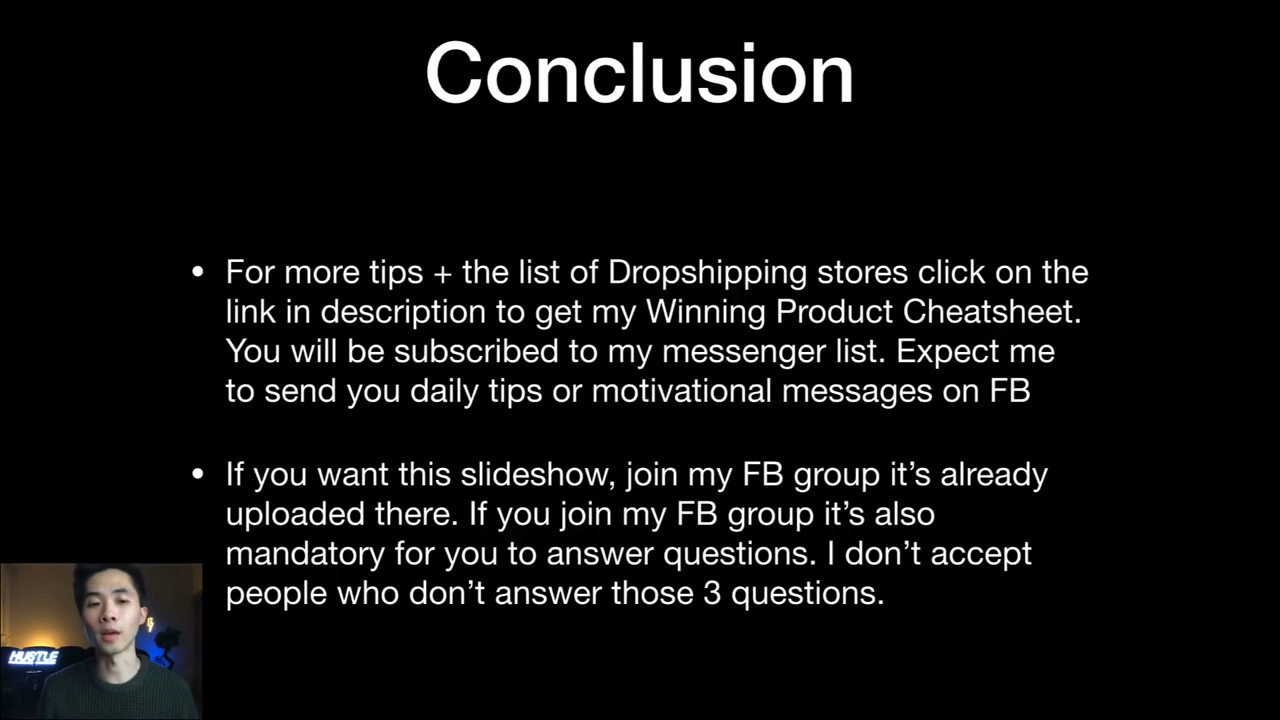 Conclusion
• For more tips + the list of Dropshipping stores click on the
link in description to get my Winning Product Cheatsheet.
You will be subscribed to my messenger list. Expect me
to send you daily tips or motivational messages on FB
• If you want this slideshow, join my FB group it’s already
uploaded there. If you join my FB group it’s also
mandatory for you to answer questions. I don’t accept
people who don’t answer those 3 questions.
HUSTLE